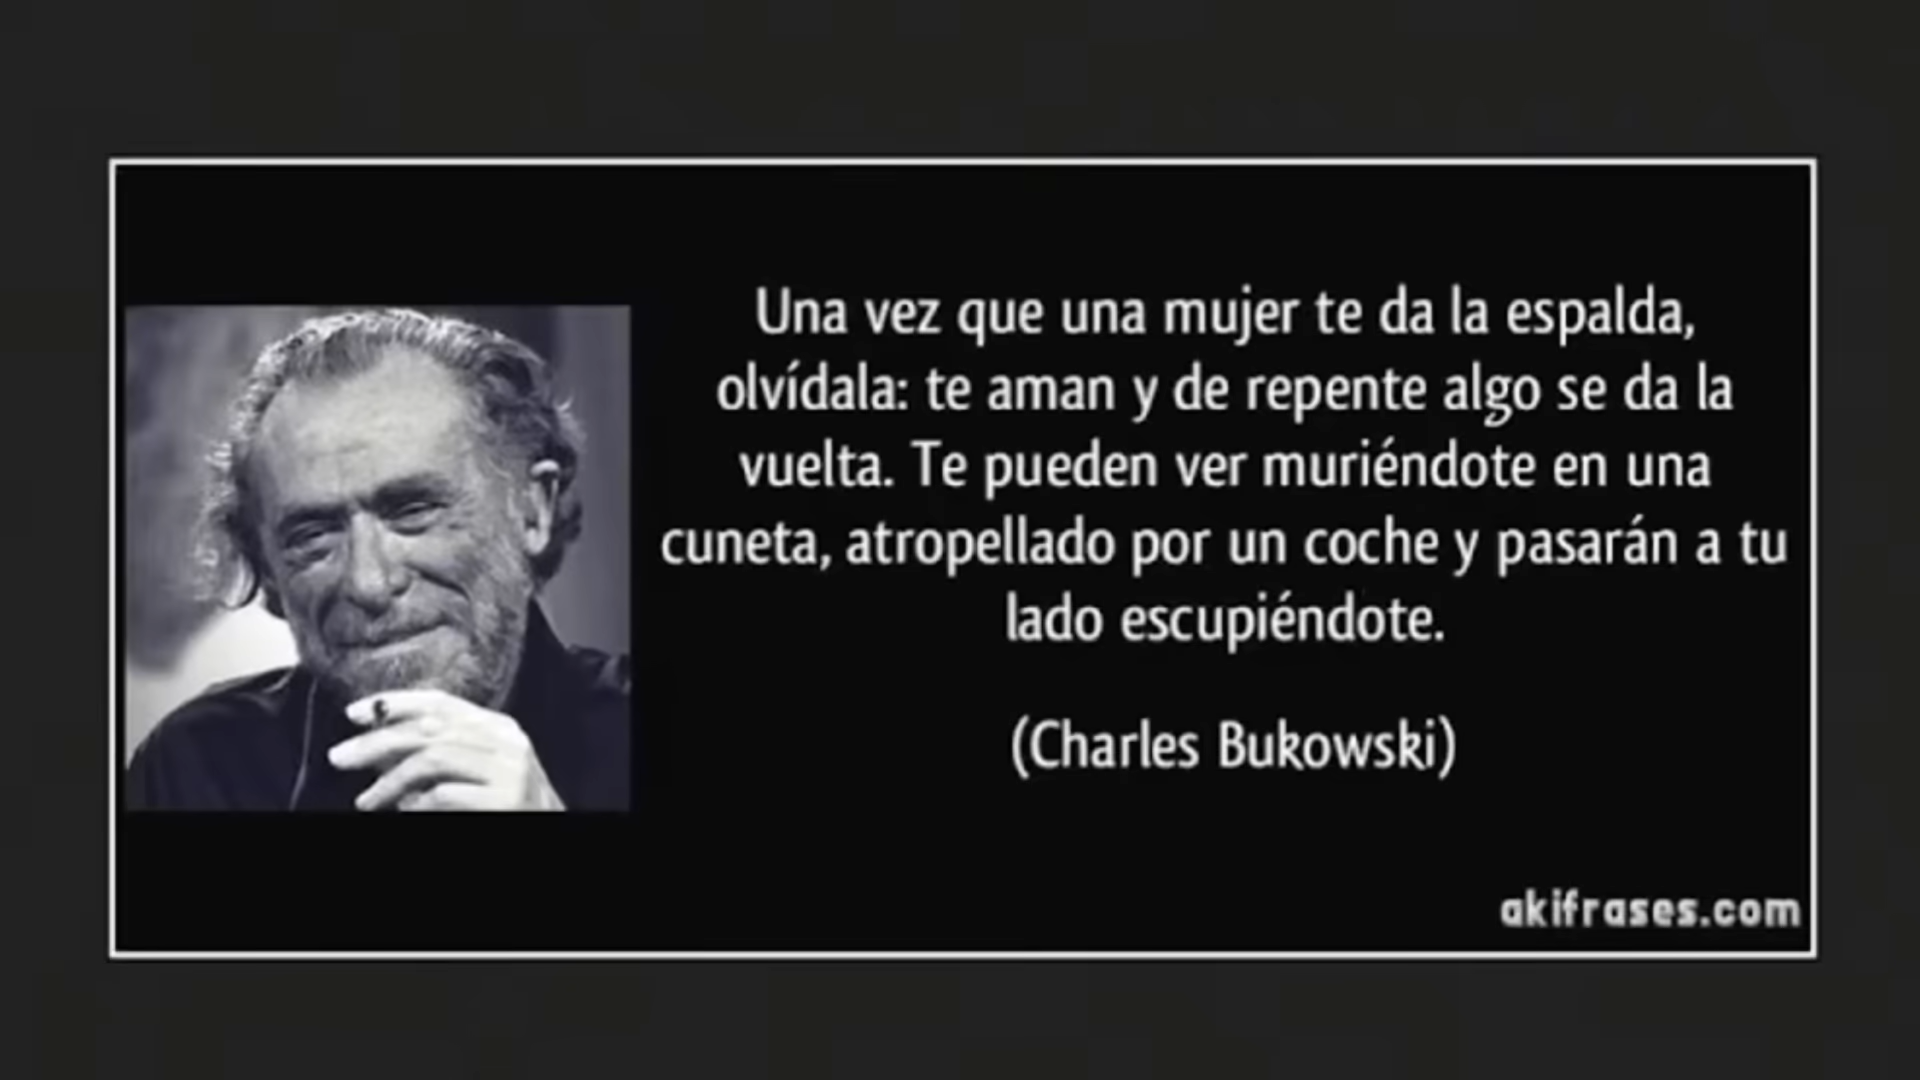 Una vez que una mujer te da la espalda,
olvídala: te aman y de repente algo se da la
vuelta. Te pueden ver muriéndote en una
cuneta, atropellado por un coche y pasarán a tu
lado escupiéndote.
(Charles Bukowski)
akifrases.com